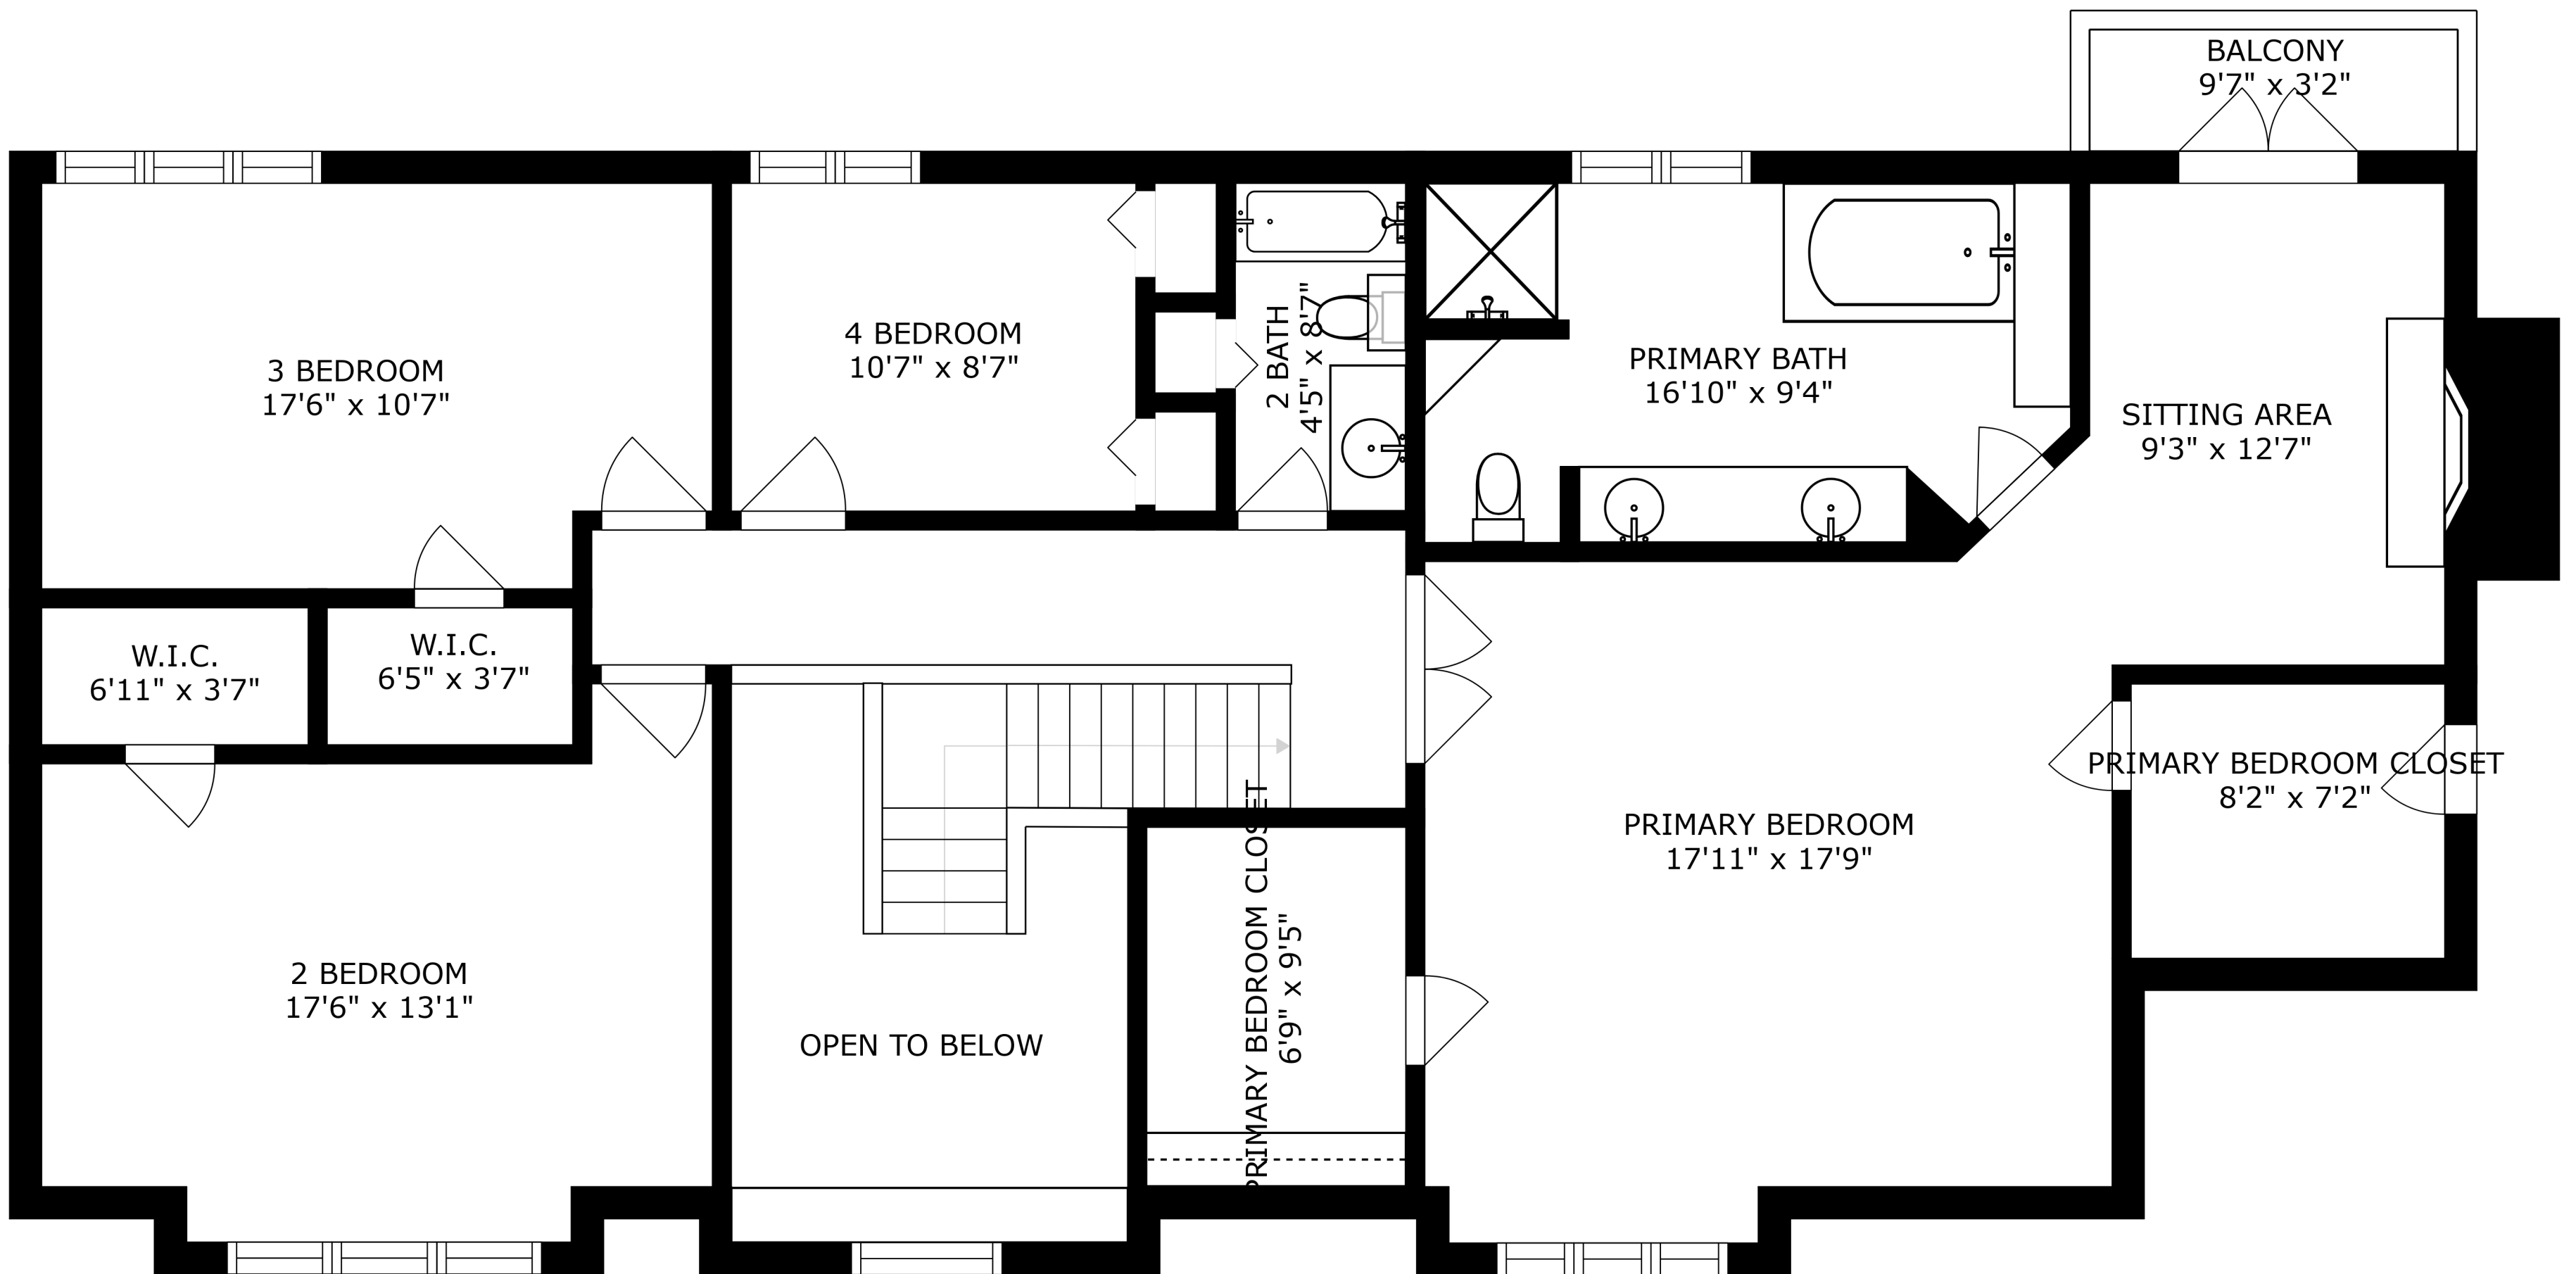 BALCONY
9'7" x 3'2"
3 BEDROOM
17'6" x 10'7"
4 BEDROOM
10'7" x 8'7"
2 BATH
4'5" x 8'7"
PRIMARY BATH
16'10" x 9'4"
SITTING AREA
9'3" x 12'7"
W.I.C.
6'11" x 3'7"
W.I.C.
6'5" x 3'7"
PRIMARY BEDROOM CLOSET
8'2" x 7'2"
PRIMARY BEDROOM
17'11" x 17'9"
PRIMARY BEDROOM CLOSET
6'9" x 9'5"
2 BEDROOM
17'6" x 13'1"
OPEN TO BELOW